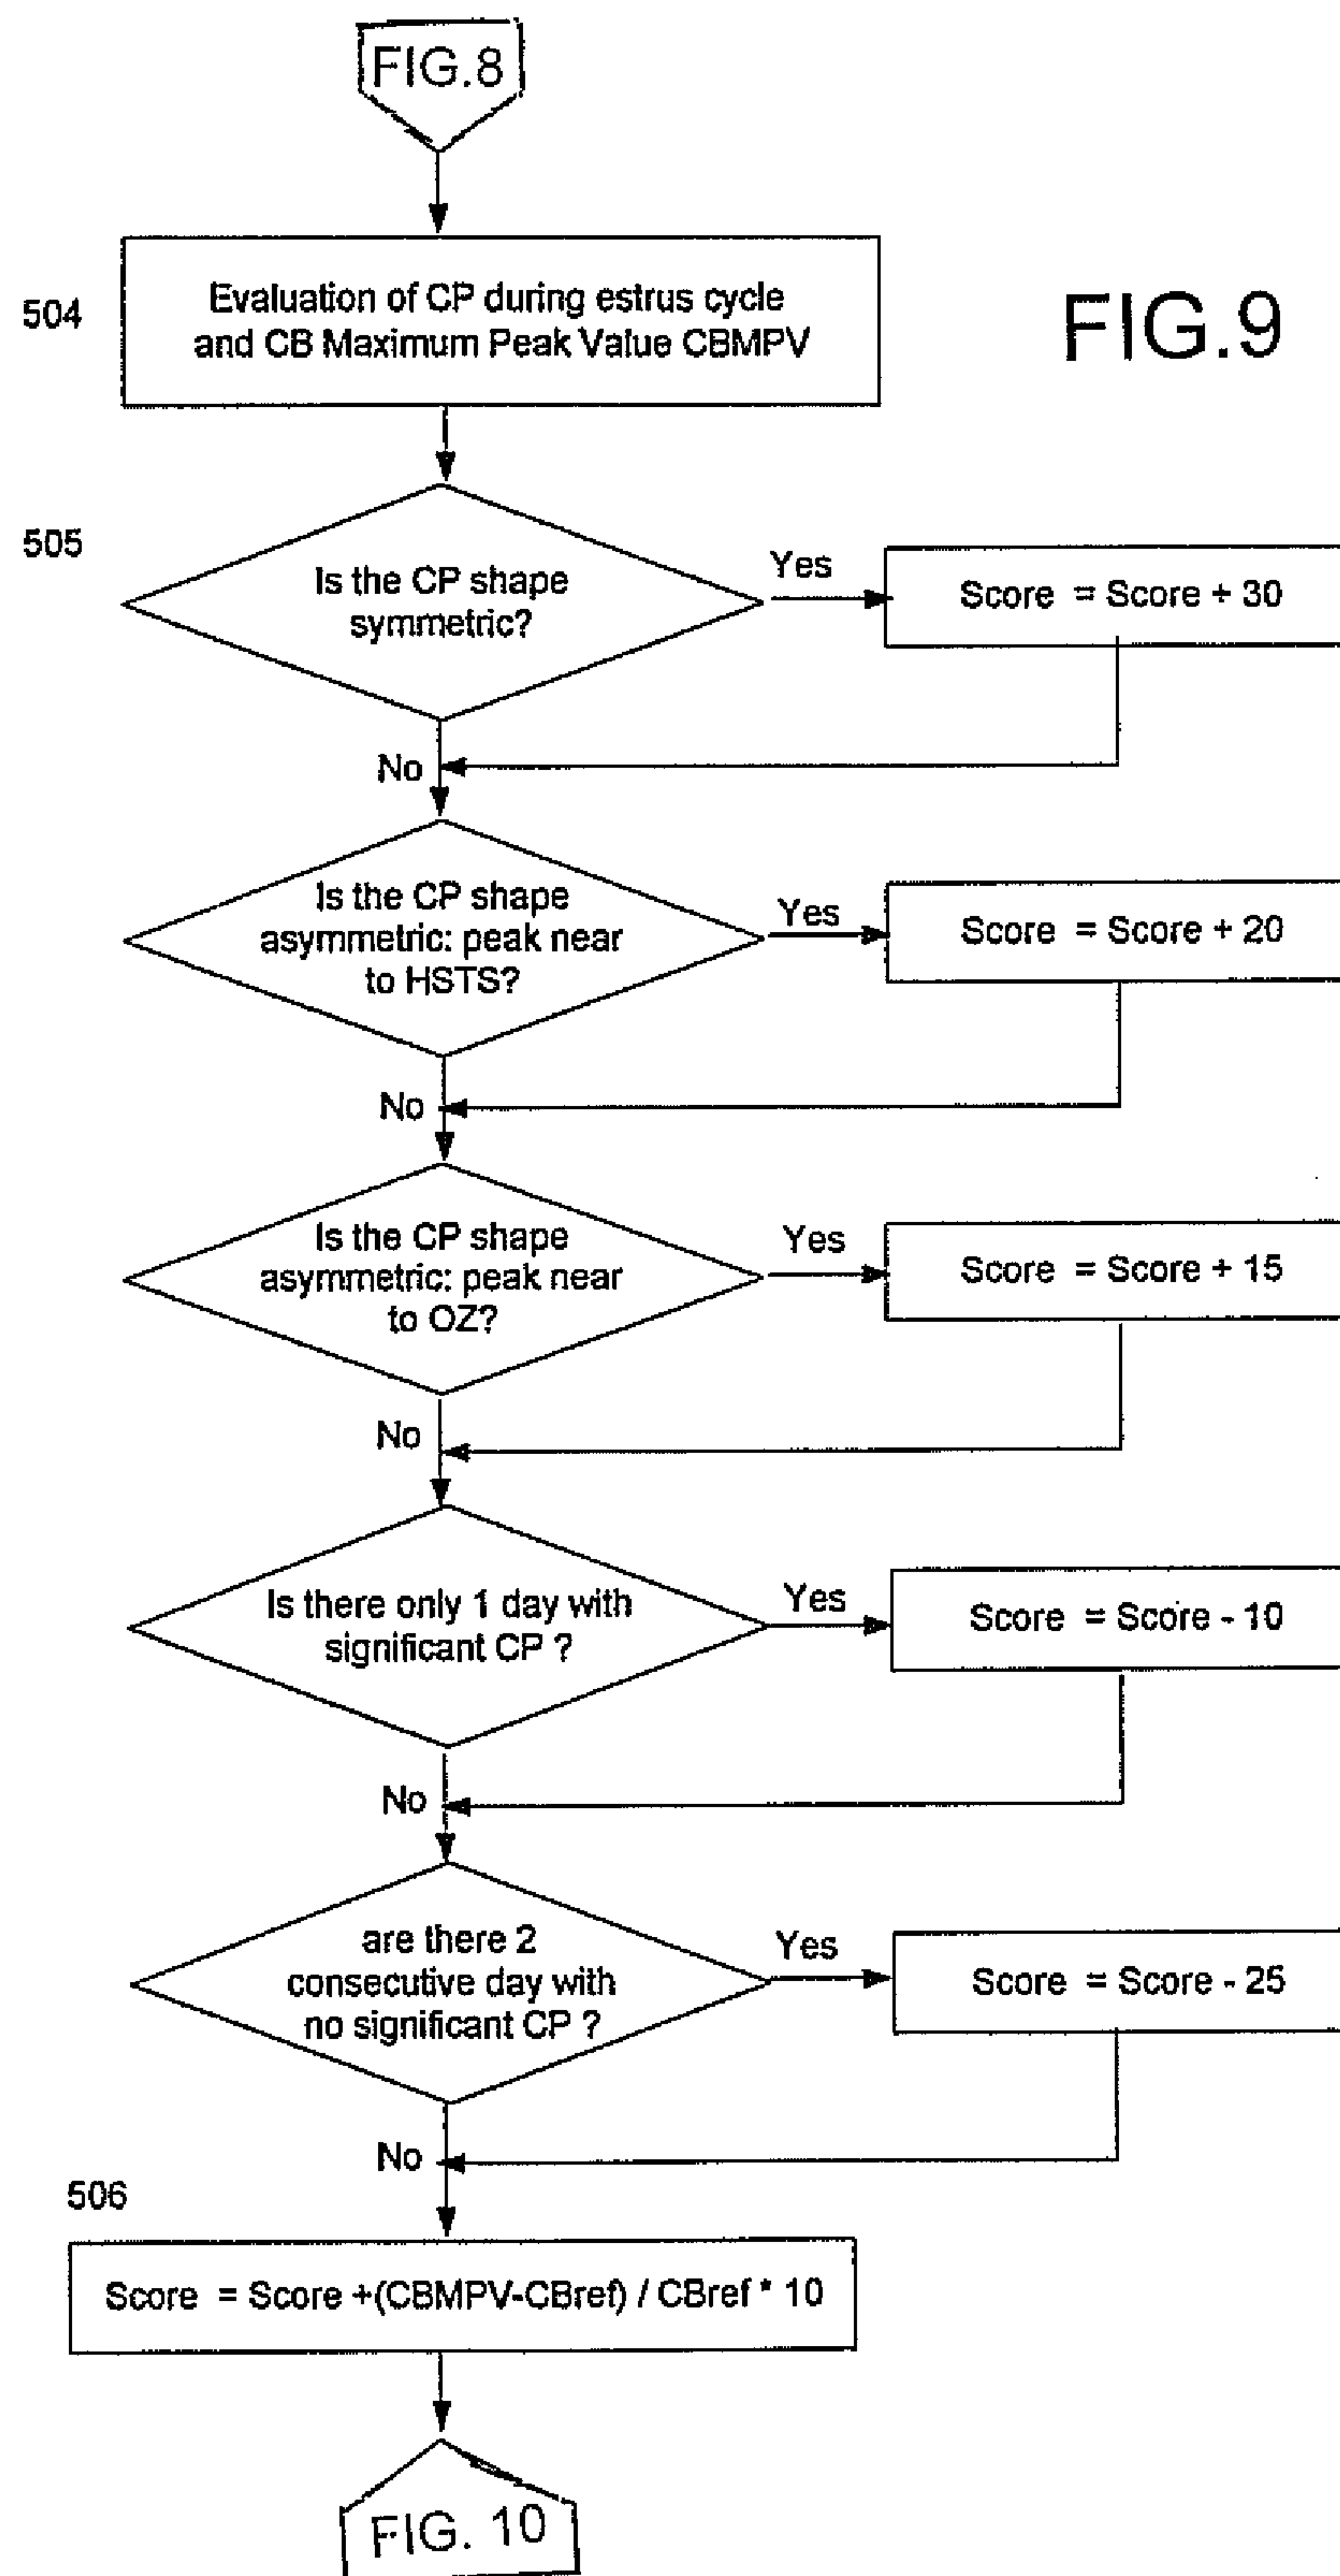 FIG.8
504
Evaluation of CP during estrus cycle
and CB Maximum Peak Value CBMPV
FIG.9
505
Is the CP shape
symmetric?
Yes
Score = Score + 30
No
Is the CP shape
asymmetric: peak near
to HSTS?
Yes
Score = Score + 20
No
Is the CP shape
asymmetric: peak near
to OZ?
Yes
Score = Score + 15
No
Is there only 1 day with
significant CP ?
Yes
Score = Score - 10
No
are there 2
consecutive day with
no significant CP ?
Yes
Score = Score - 25
No
506
Score = Score +(CBMPV-CBref) / CBref * 10
FIG. 10